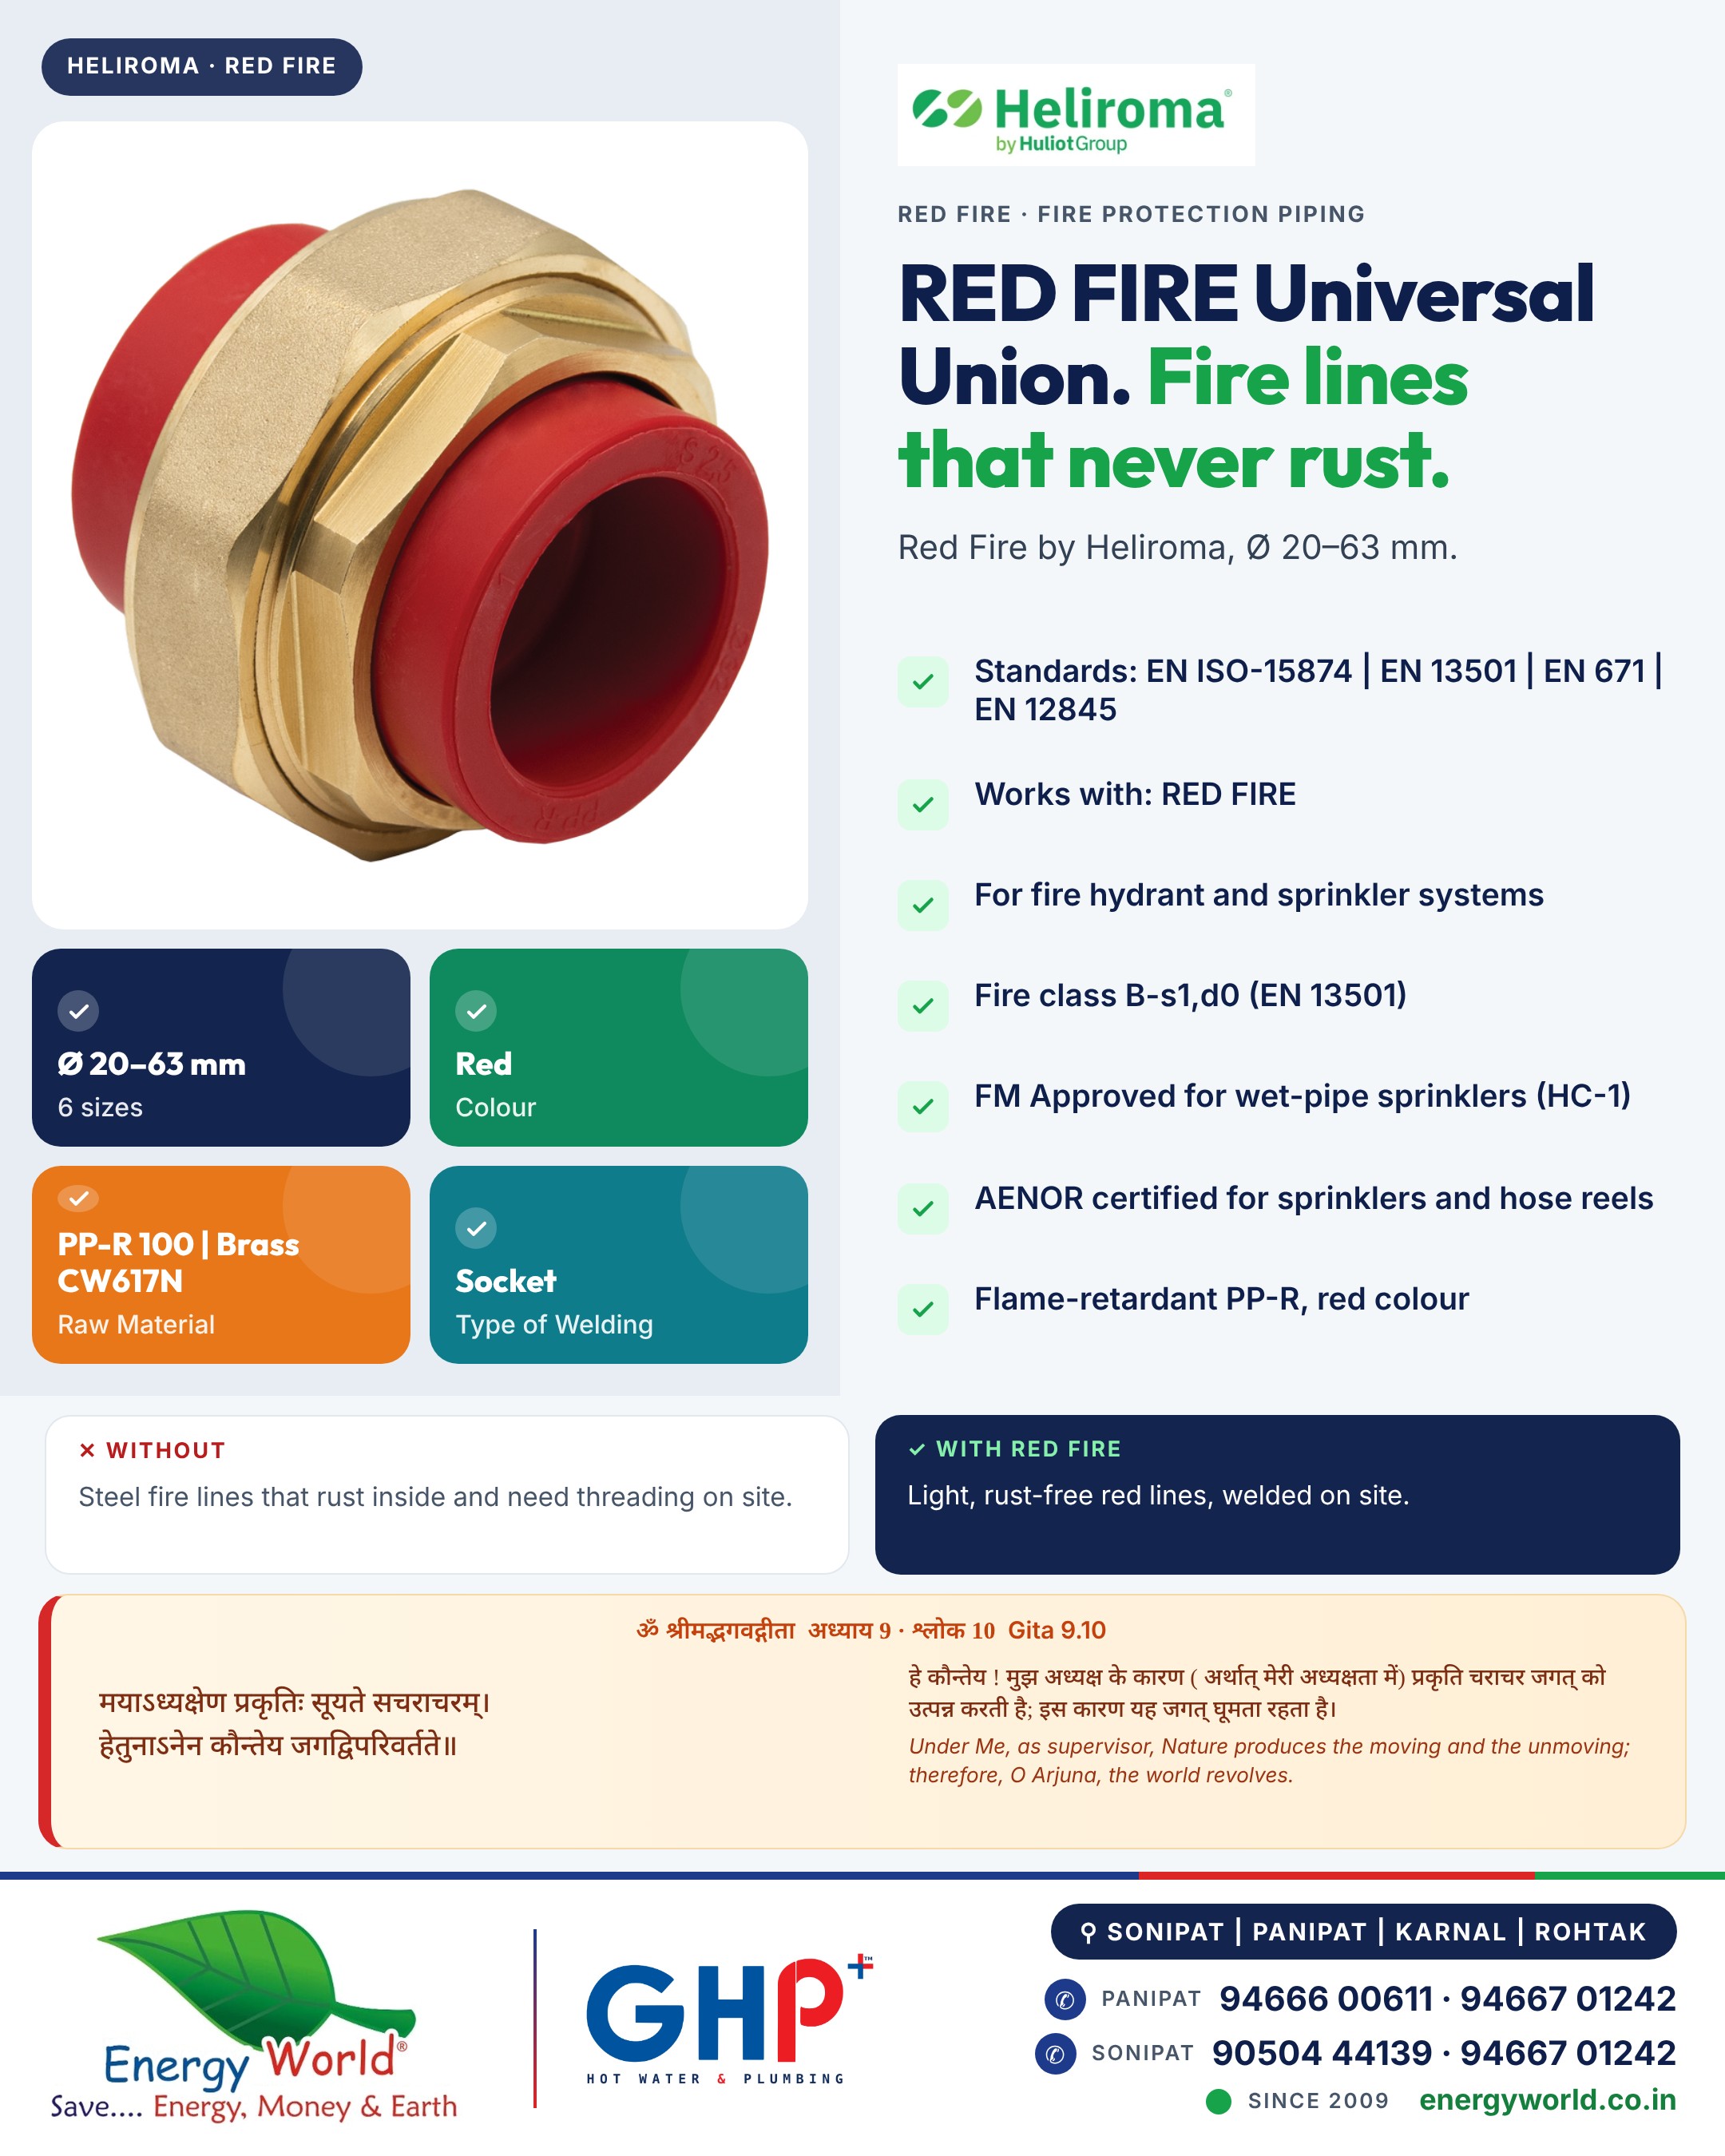 HELIROMA · RED FIRE
Heliroma®
by HuliotGroup
RED FIRE · FIRE PROTECTION PIPING
RED FIRE Universal
Union. Fire lines
that never rust.
Red Fire by Heliroma, Ø 20–63 mm.
Standards: EN ISO-15874 | EN 13501 | EN 671 |
EN 12845
Works with: RED FIRE
For fire hydrant and sprinkler systems
Fire class B-s1,d0 (EN 13501)
FM Approved for wet-pipe sprinklers (HC-1)
AENOR certified for sprinklers and hose reels
Flame-retardant PP-R, red colour
Ø 20–63 mm
6 sizes
Red
Colour
PP-R 100 | Brass
CW617N
Raw Material
Socket
Type of Welding
✕ WITHOUT
Steel fire lines that rust inside and need threading on site.
✓ WITH RED FIRE
Light, rust-free red lines, welded on site.
ॐ श्रीमद्भगवद्गीता अध्याय 9 · श्लोक 10 Gita 9.10
मयाऽध्यक्षेण प्रकृतिः सूयते सचराचरम्।
हेतुनाऽनेन कौन्तेय जगद्विपरिवर्तते॥
हे कौन्तेय ! मुझ अध्यक्ष के कारण ( अर्थात् मेरी अध्यक्षता में) प्रकृति चराचर जगत् को
उत्पन्न करती है; इस कारण यह जगत् घूमता रहता है।
Under Me, as supervisor, Nature produces the moving and the unmoving;
therefore, O Arjuna, the world revolves.
Energy World®
Save.... Energy, Money & Earth
GHP+™
HOT WATER & PLUMBING
SONIPAT | PANIPAT | KARNAL | ROHTAK
PANIPAT 94666 00611 · 94667 01242
SONIPAT 90504 44139 · 94667 01242
SINCE 2009 energyworld.co.in